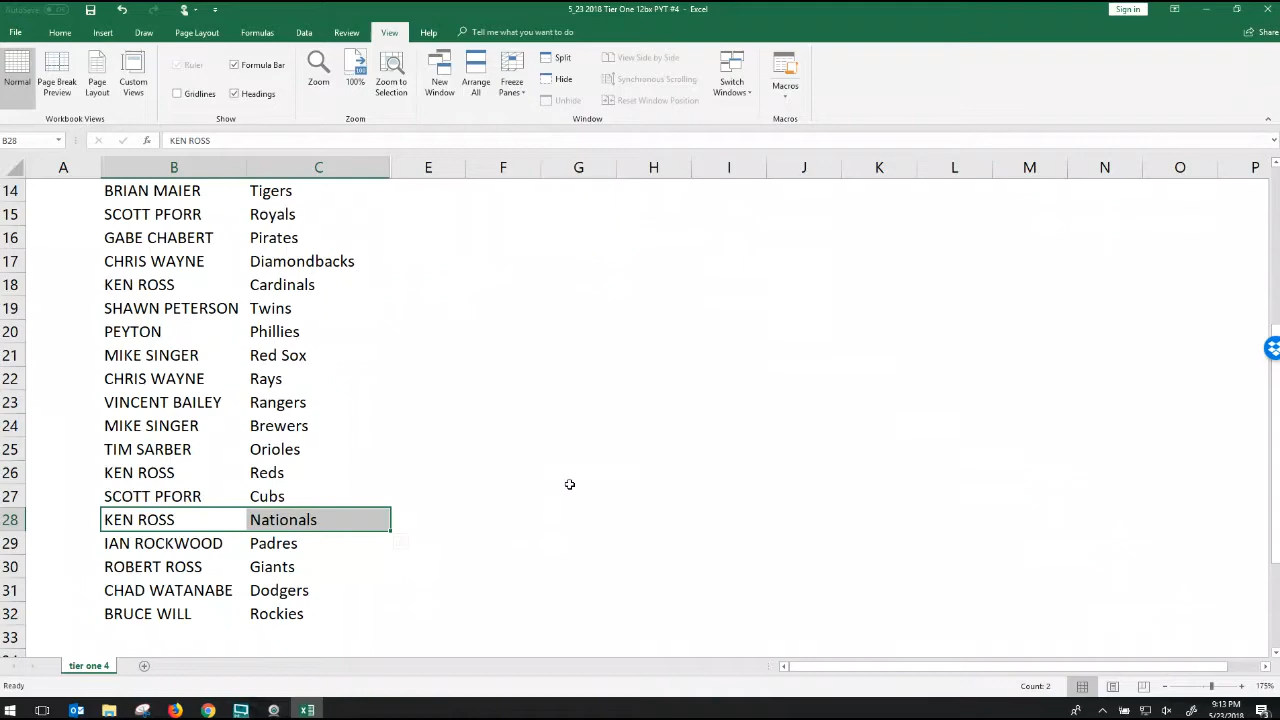 AutoSave Off
5_23 2018 Tier One 12bx PYT #4 - Excel
Sign in
File Home Insert Draw Page Layout Formulas Data Review View Help Tell me what you want to do Share
Normal
Page Break Preview
Page Layout
Custom Views
Workbook Views
Ruler
Formula Bar
Gridlines
Headings
Show
Zoom
100%
Zoom to Selection
Zoom
New Window
Arrange All
Freeze Panes
Split
Hide
Unhide
View Side by Side
Synchronous Scrolling
Reset Window Position
Switch Windows
Window
Macros
Macros
B28 fx KEN ROSS
A B C E F G H I J K L M N O P
14 BRIAN MAIER Tigers
15 SCOTT PFORR Royals
16 GABE CHABERT Pirates
17 CHRIS WAYNE Diamondbacks
18 KEN ROSS Cardinals
19 SHAWN PETERSON Twins
20 PEYTON Phillies
21 MIKE SINGER Red Sox
22 CHRIS WAYNE Rays
23 VINCENT BAILEY Rangers
24 MIKE SINGER Brewers
25 TIM SARBER Orioles
26 KEN ROSS Reds
27 SCOTT PFORR Cubs
28 KEN ROSS Nationals
29 IAN ROCKWOOD Padres
30 ROBERT ROSS Giants
31 CHAD WATANABE Dodgers
32 BRUCE WILL Rockies
33
tier one 4
Ready Count: 2 175%
9:13 PM
5/23/2018